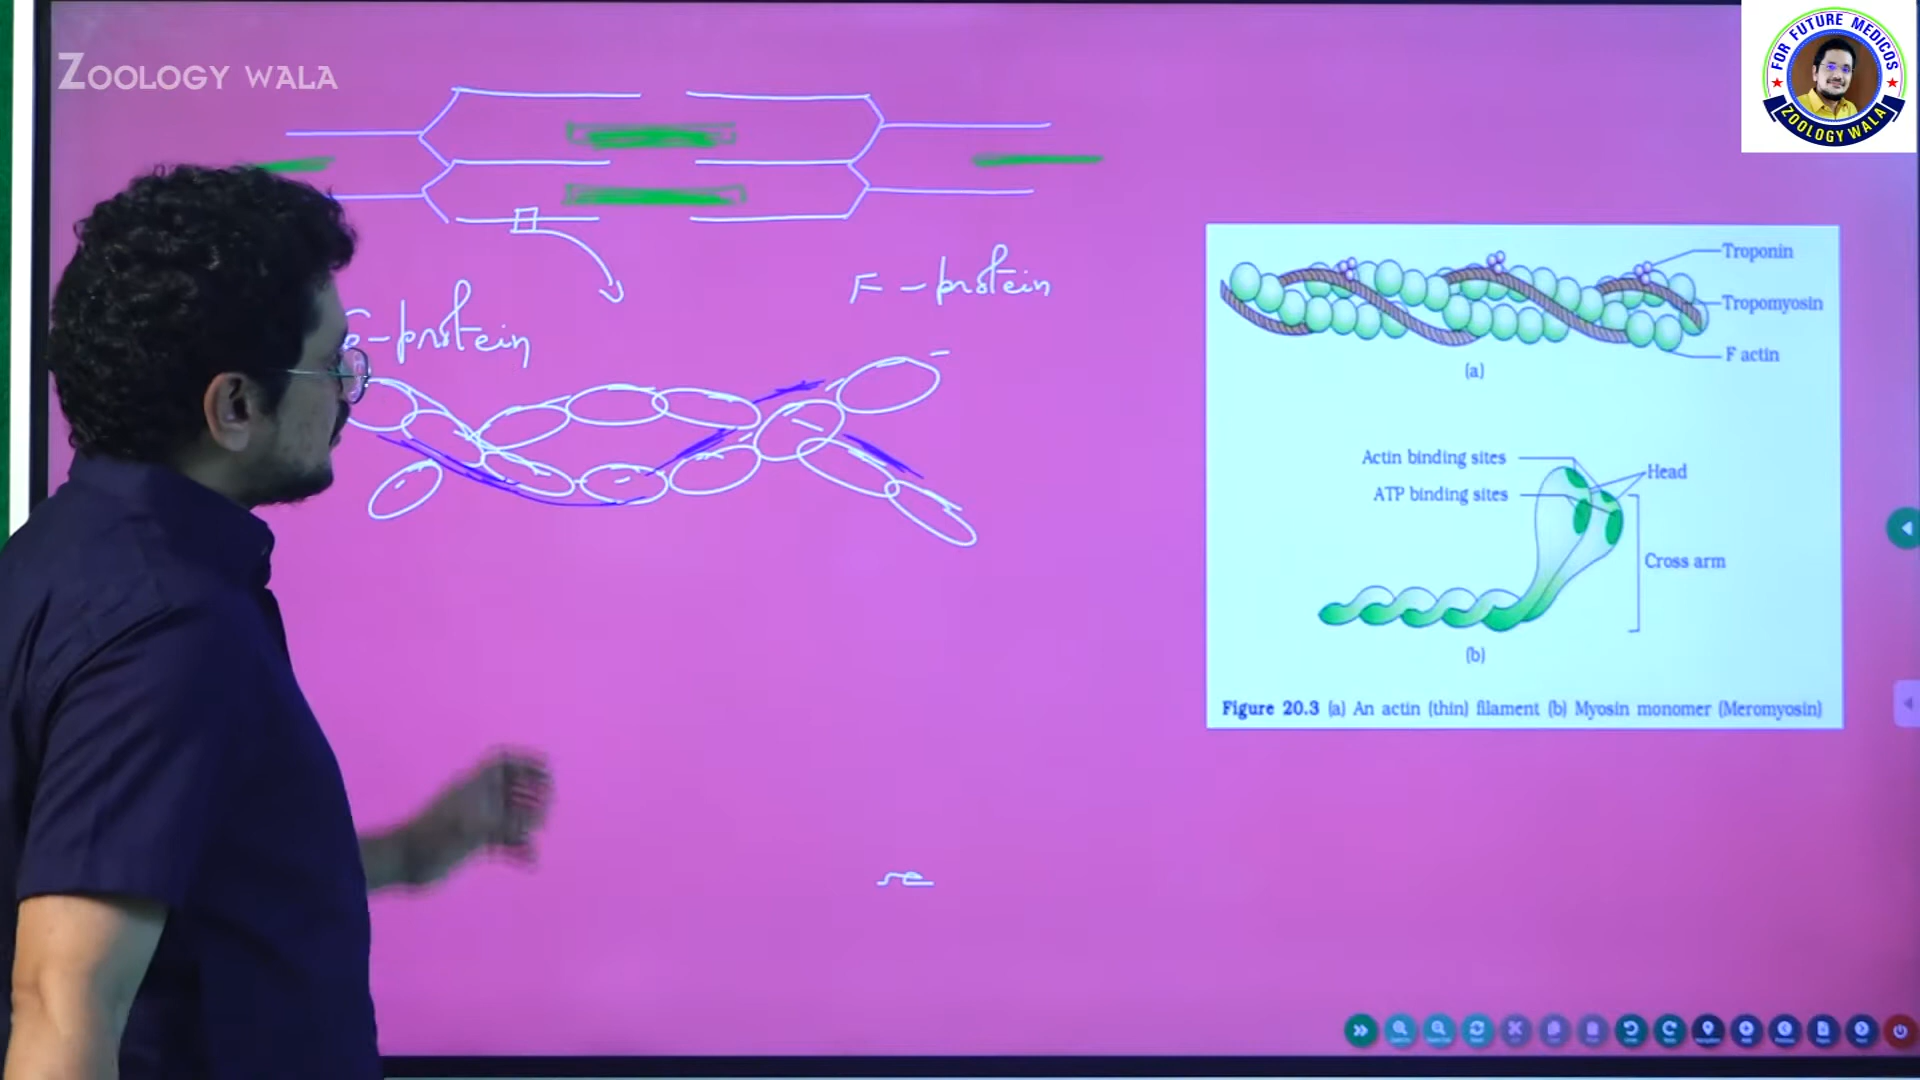 ZOOLOGY WALA
FOR FUTURE MEDICOS
ZOOLOGY WALA
F - protein
G-protein
Troponin
Tropomyosin
F actin
(a)
Actin binding sites
Head
ATP binding sites
Cross arm
(b)
Figure 20.3 (a) An actin (thin) filament (b) Myosin monomer (Meromyosin)